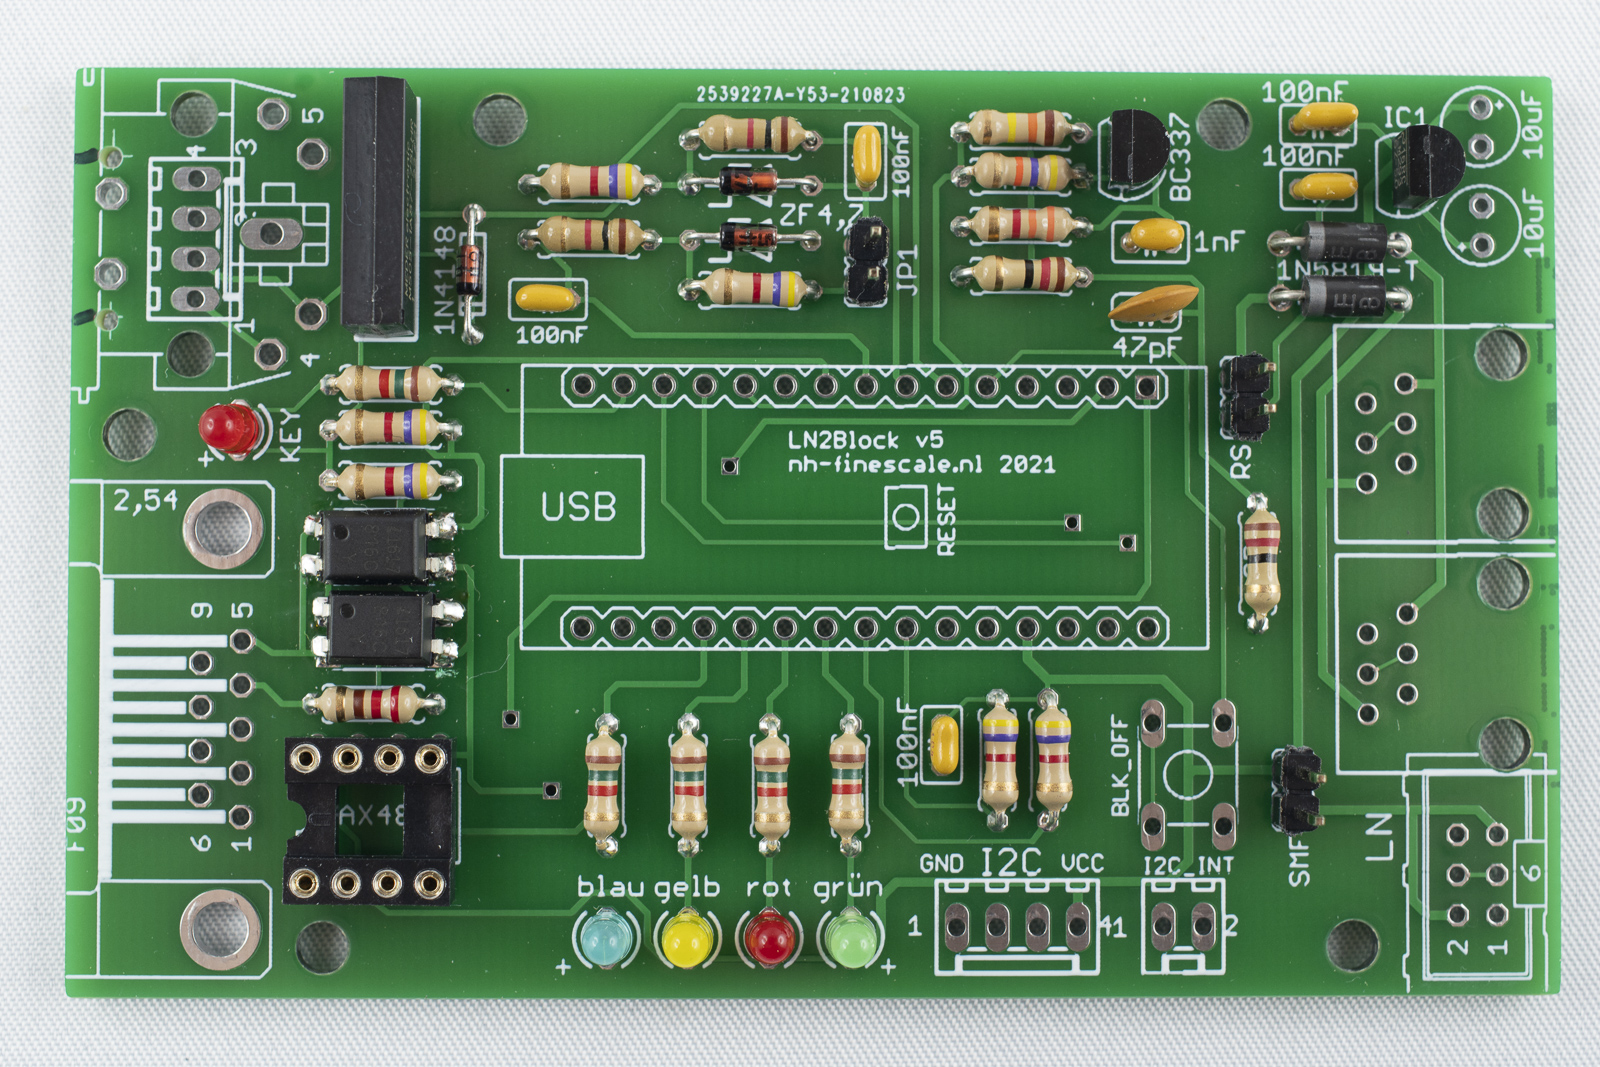 2539227A-Y53-210823
100nF
IC1
10uF
100nF
10uF
5
3
4
1
4
1N4148
100nF
ZF4,7
100nF
JP1
BC337
1nF
47pF
1N5819-T
KEY
+
2,54
USB
LN2Block v5
nh-finescale.nl 2021
RESET
RS
9
5
6
1
F09
100nF
BLK_OFF
SMF
LN
6
2
1
blau gelb rot grün
+
+
GND I2C VCC
1
41
I2C_INT
2